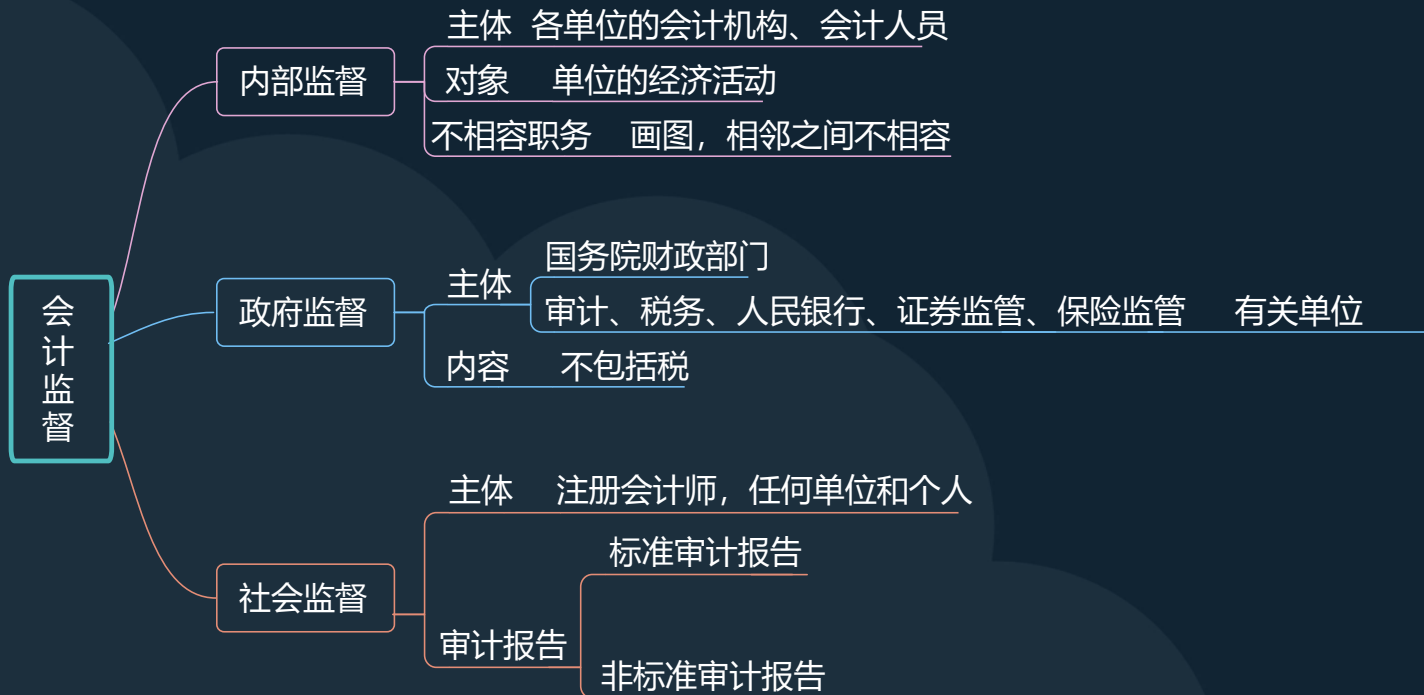 会计监督
内部监督
主体 各单位的会计机构、会计人员
对象 单位的经济活动
不相容职务 画图，相邻之间不相容
政府监督
主体
国务院财政部门
审计、税务、人民银行、证券监管、保险监管 有关单位
内容 不包括税
社会监督
主体 注册会计师，任何单位和个人
审计报告
标准审计报告
非标准审计报告